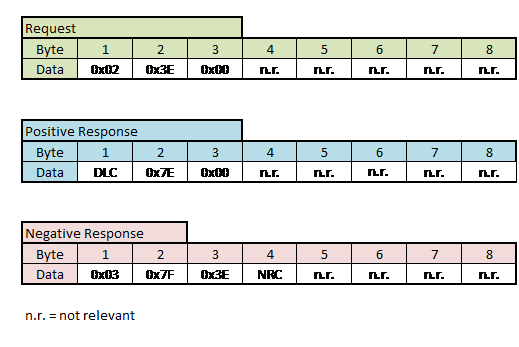 Request
Byte 1 2 3 4 5 6 7 8
Data 0x02 0x3E 0x00 n.r. n.r. n.r. n.r. n.r.
Positive Response
Byte 1 2 3 4 5 6 7 8
Data DLC 0x7E 0x00 n.r. n.r. n.r. n.r. n.r.
Negative Response
Byte 1 2 3 4 5 6 7 8
Data 0x03 0x7F 0x3E NRC n.r. n.r. n.r. n.r.
n.r. = not relevant